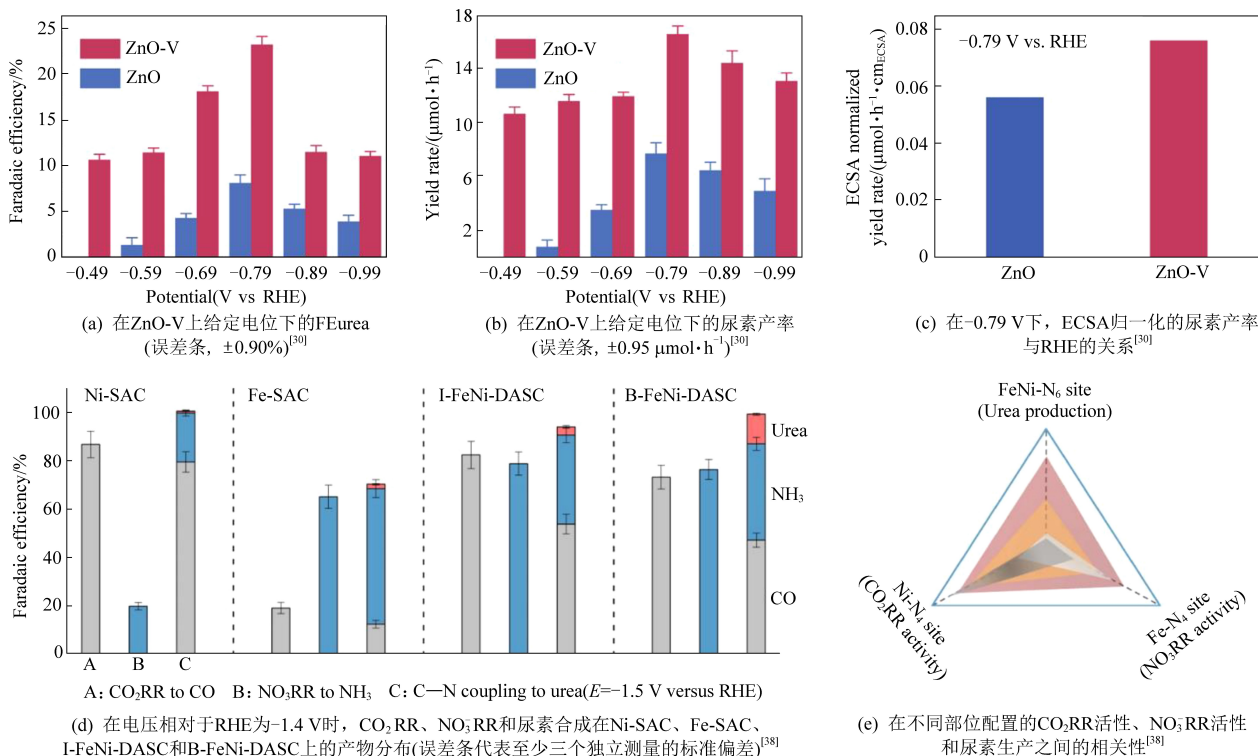 25
20
15
10
5
0
Faradaic efficiency/%
ZnO-V
ZnO
−0.49 −0.59 −0.69 −0.79 −0.89 −0.99
Potential(V vs RHE)
(a) 在ZnO-V上给定电位下的FEurea
(误差条, ±0.90%)[30]
18
14
10
6
2
Yield rate/(μmol·h⁻¹)
ZnO-V
ZnO
−0.49 −0.59 −0.69 −0.79 −0.89 −0.99
Potential(V vs RHE)
(b) 在ZnO-V上给定电位下的尿素产率
(误差条, ±0.95 μmol·h⁻¹)[30]
0.08
0.06
0.04
0.02
0
ECSA normalized
yield rate/(μmol·h⁻¹·cm_ECSA)
−0.79 V vs. RHE
ZnO ZnO-V
(c) 在−0.79 V下, ECSA归一化的尿素产率
与RHE的关系[30]
Ni-SAC Fe-SAC I-FeNi-DASC B-FeNi-DASC
100
80
60
40
20
0
Faradaic efficiency/%
Urea
NH₃
CO
A B C
A: CO₂RR to CO B: NO₃RR to NH₃ C: C—N coupling to urea(E=−1.5 V versus RHE)
(d) 在电压相对于RHE为−1.4 V时, CO₂RR、NO₃⁻RR和尿素合成在Ni-SAC、Fe-SAC、
I-FeNi-DASC和B-FeNi-DASC上的产物分布(误差条代表至少三个独立测量的标准偏差)[38]
FeNi-N₆ site
(Urea production)
Ni-N₄ site
(CO₂RR activity)
Fe-N₄ site
(NO₃RR activity)
(e) 在不同部位配置的CO₂RR活性、NO₃⁻RR活性
和尿素生产之间的相关性[38]